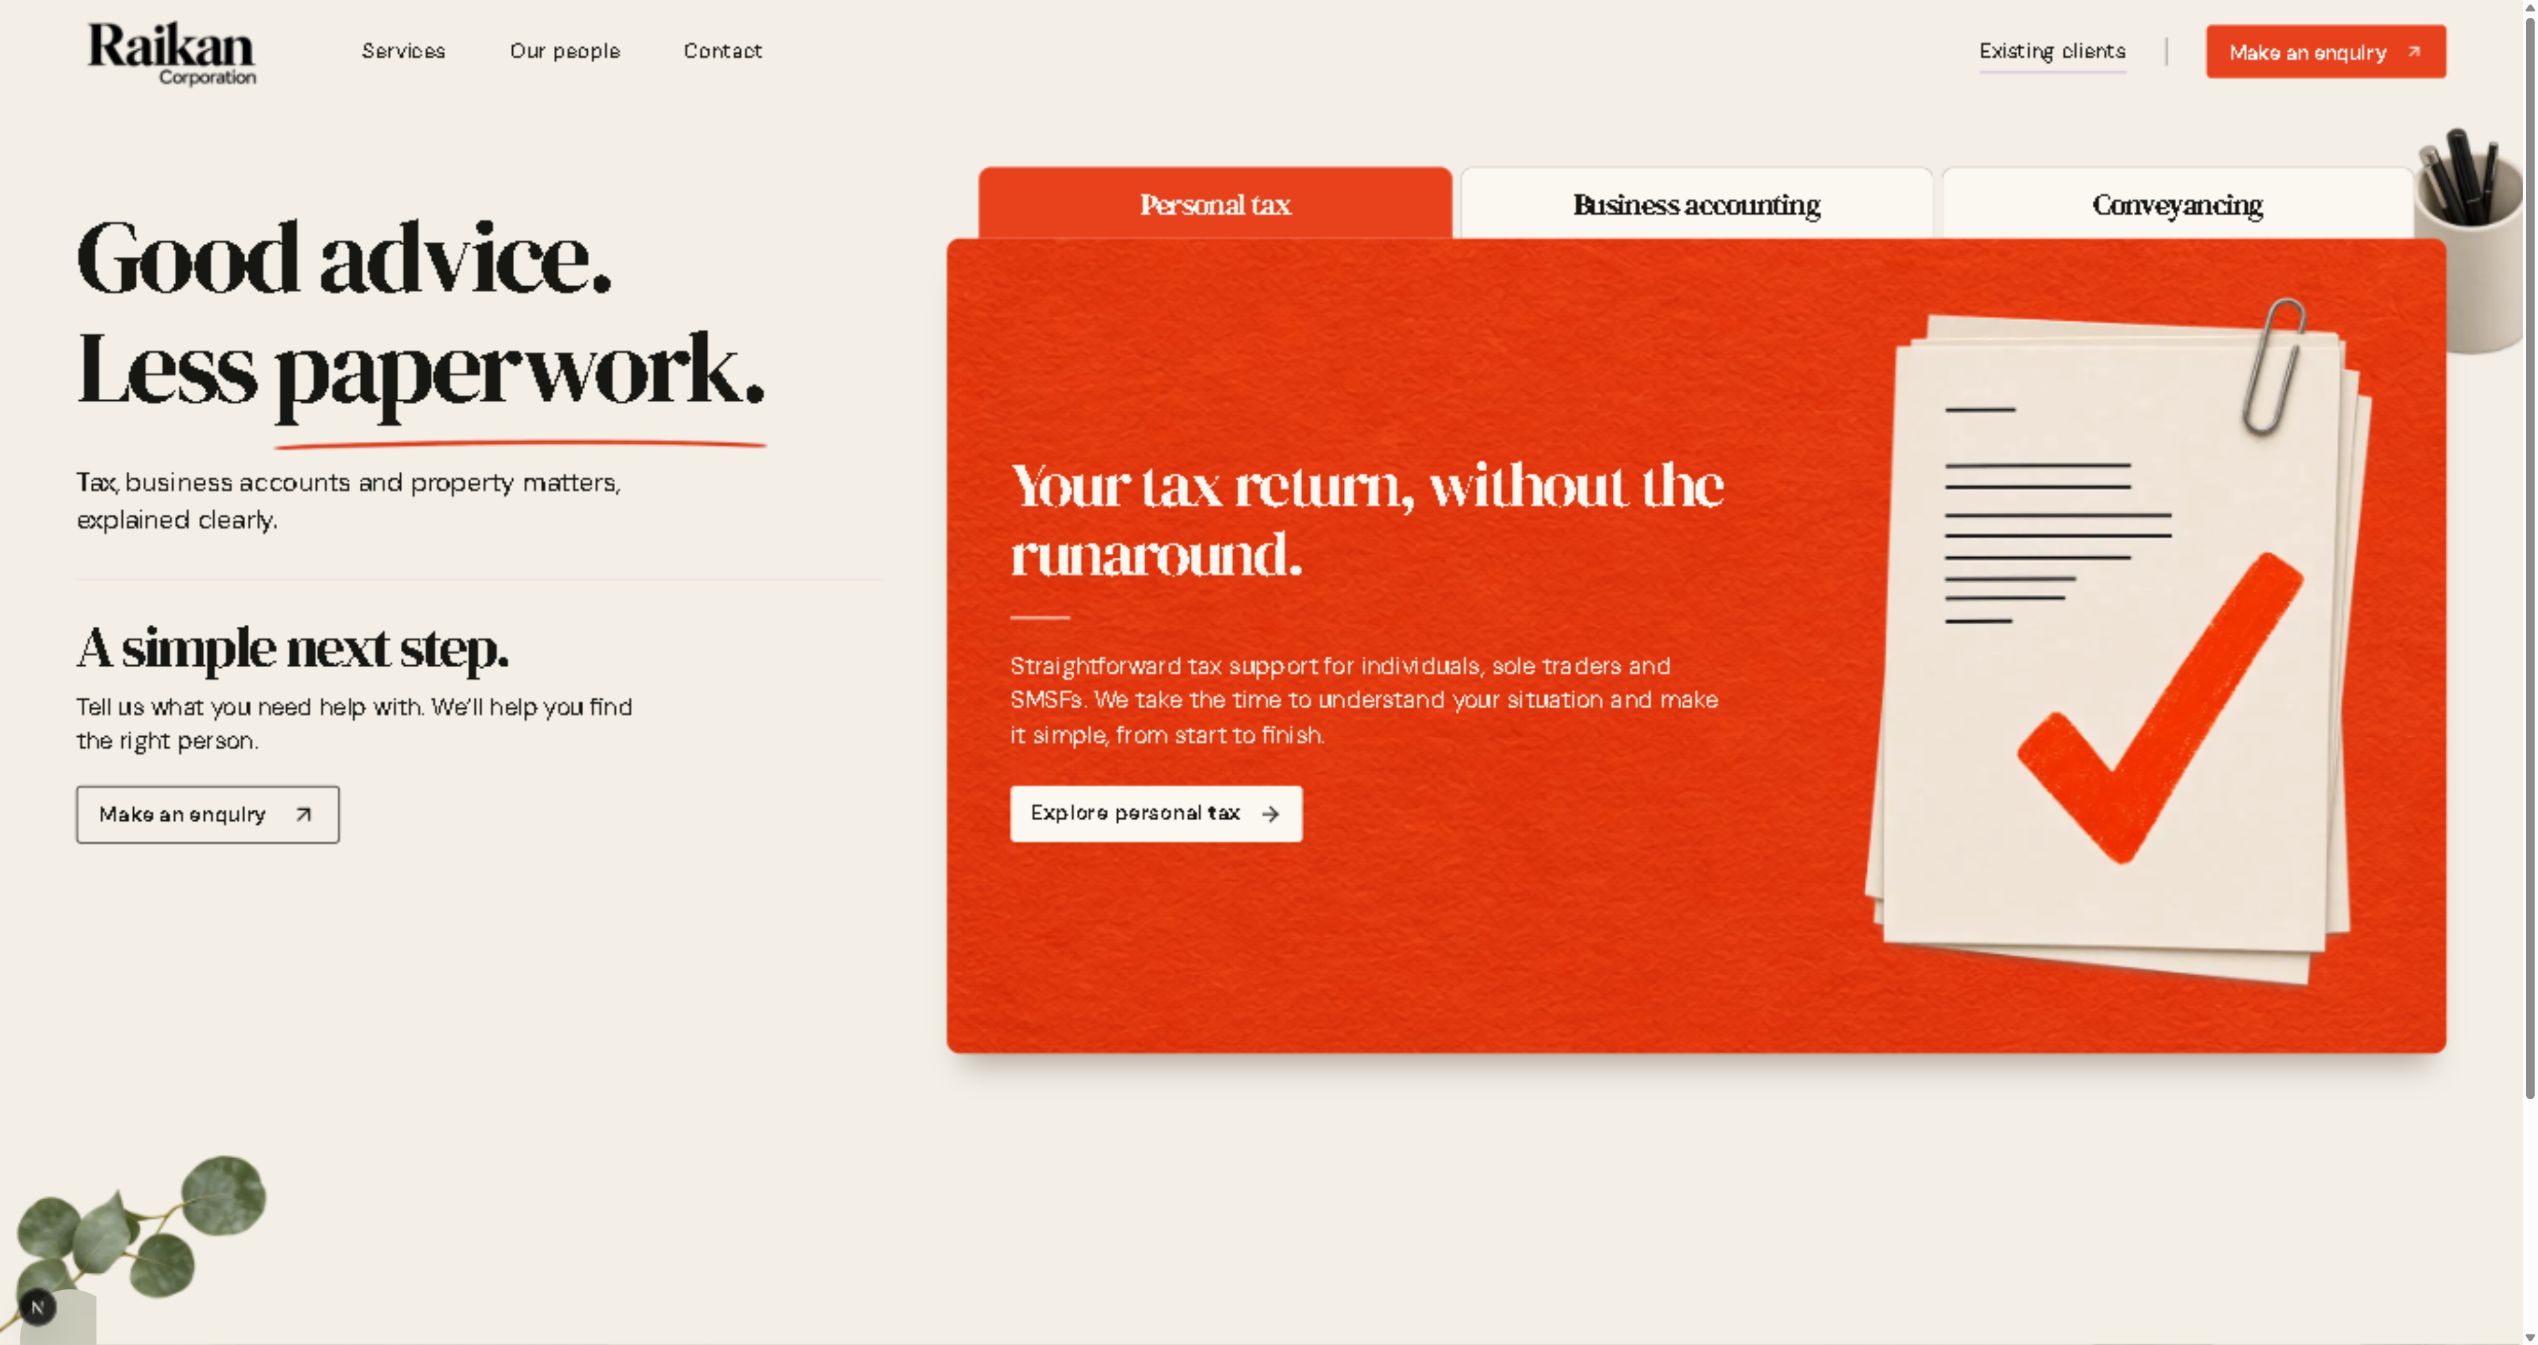 Raikan
Corporation
Services
Our people
Contact
Existing clients
Make an enquiry
Good advice.
Less paperwork.
Tax, business accounts and property matters,
explained clearly.
A simple next step.
Tell us what you need help with. We'll help you find
the right person.
Make an enquiry
Personal tax
Business accounting
Conveyancing
Your tax return, without the
runaround.
Straightforward tax support for individuals, sole traders and
SMSFs. We take the time to understand your situation and make
it simple, from start to finish.
Explore personal tax
N